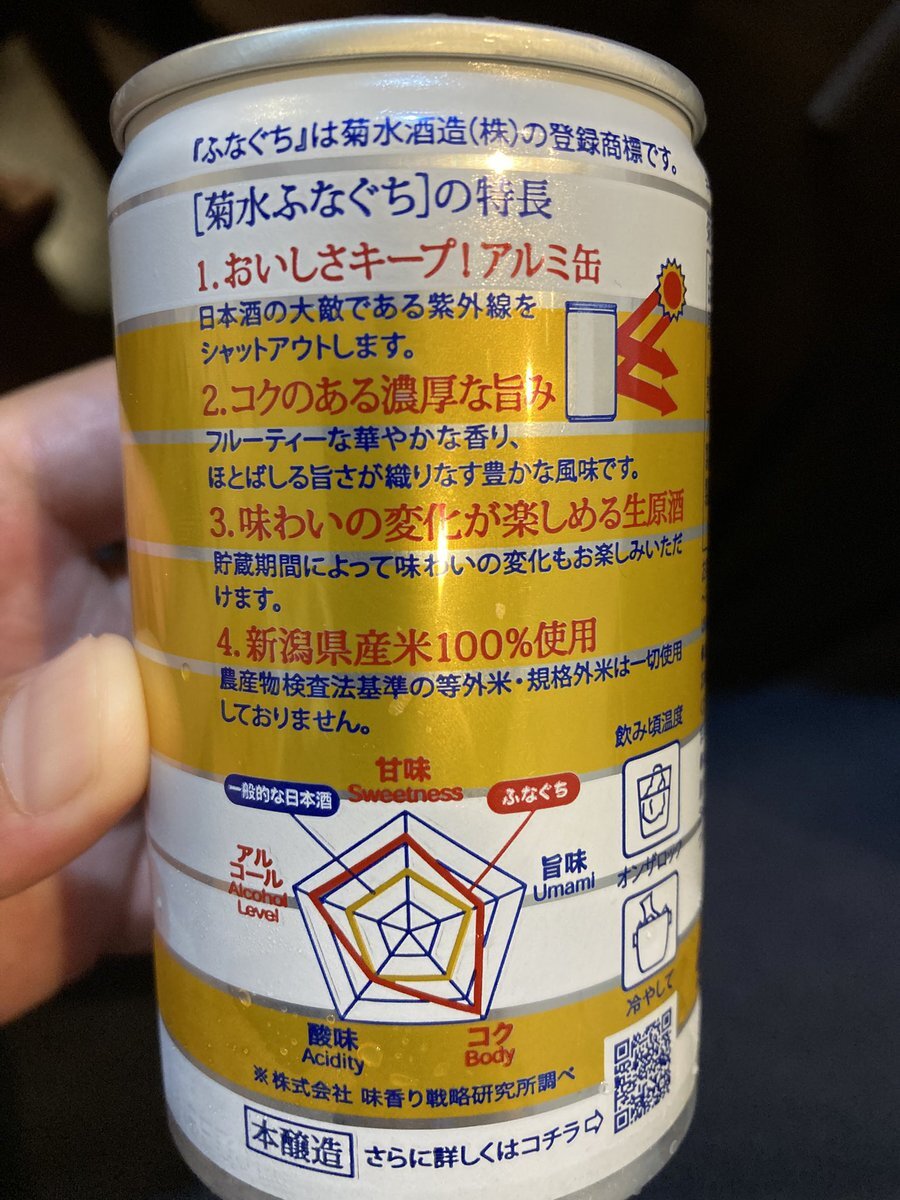 『ふなぐち』は菊水酒造(株)の登録商標です。
[菊水ふなぐち]の特長
1.おいしさキープ!アルミ缶
日本酒の大敵である紫外線を
シャットアウトします。
2.コクのある濃厚な旨み
フルーティーな華やかな香り、
ほとばしる旨さが織りなす豊かな風味です。
3.味わいの変化が楽しめる生原酒
貯蔵期間によって味わいの変化もお楽しみいただ
けます。
4.新潟県産米100%使用
農産物検査法基準の等外米・規格外米は一切使用
しておりません。
飲み頃温度
オンザロック
冷やして
甘味
Sweetness
一般的な日本酒
ふなぐち
アル
コール
Alcohol
Level
旨味
Umami
酸味
Acidity
コク
Body
※株式会社 味香り戦略研究所調べ
本醸造
さらに詳しくはコチラ⇨